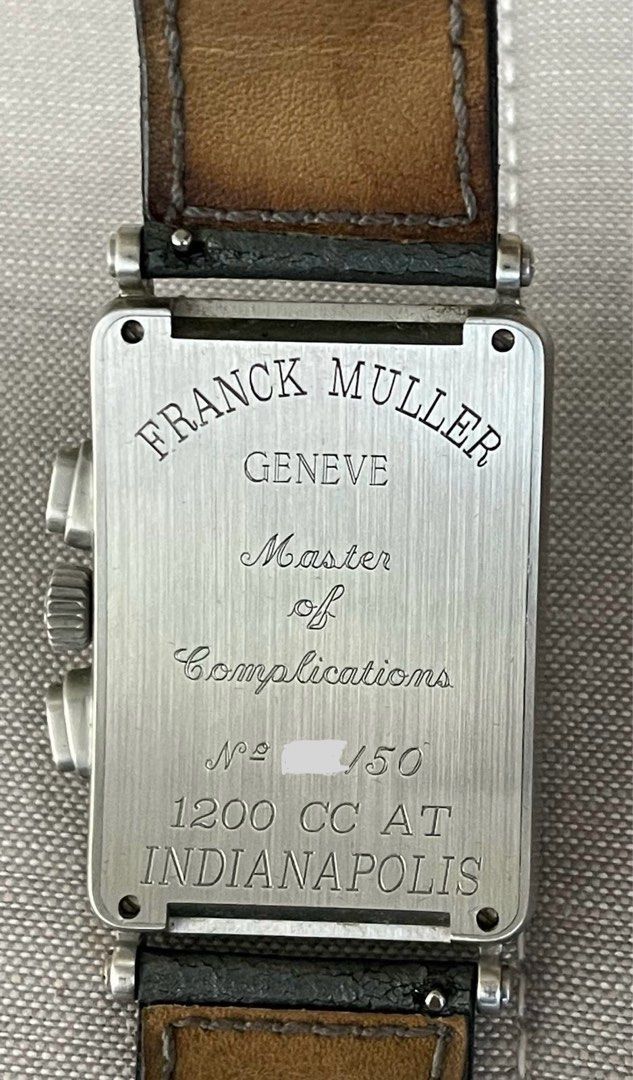 FRANCK MULLER
GENEVE
Master
of
Complications
Nº /50
1200 CC AT
INDIANAPOLIS